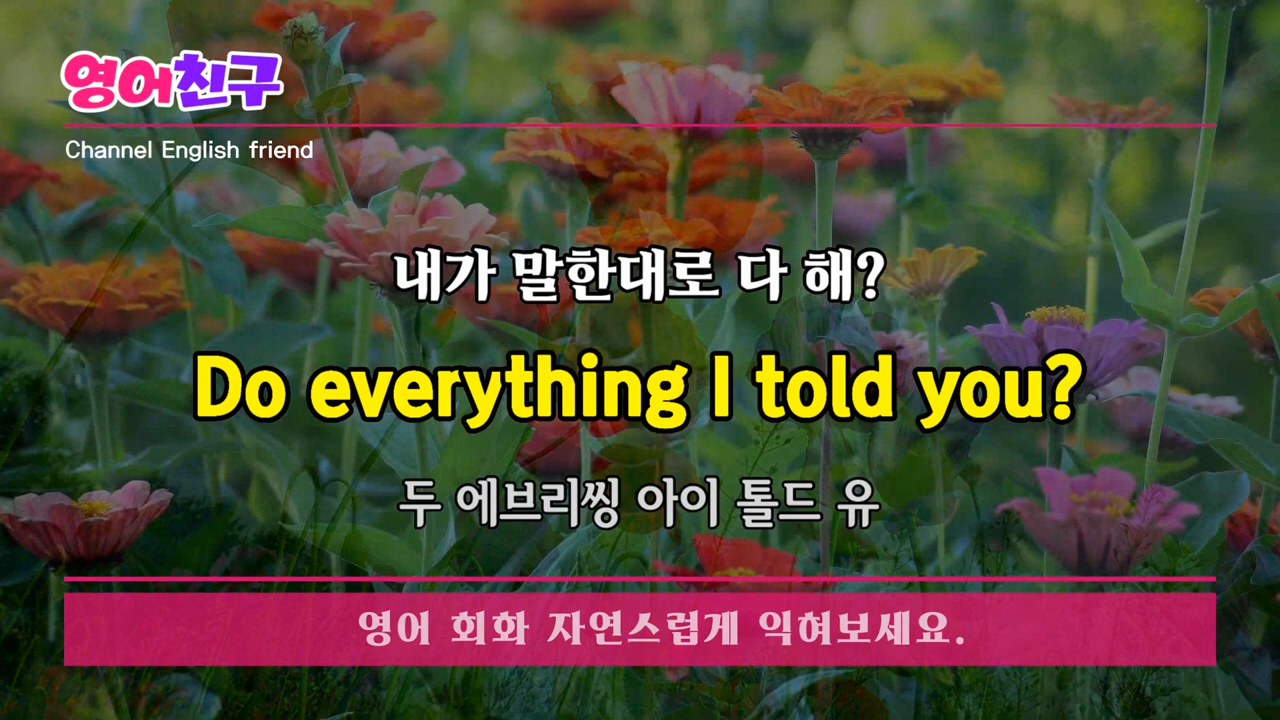 영어친구
Channel English friend
내가 말한대로 다 해?
Do everything I told you?
두 에브리씽 아이 톨드 유
영어 회화 자연스럽게 익혀보세요.